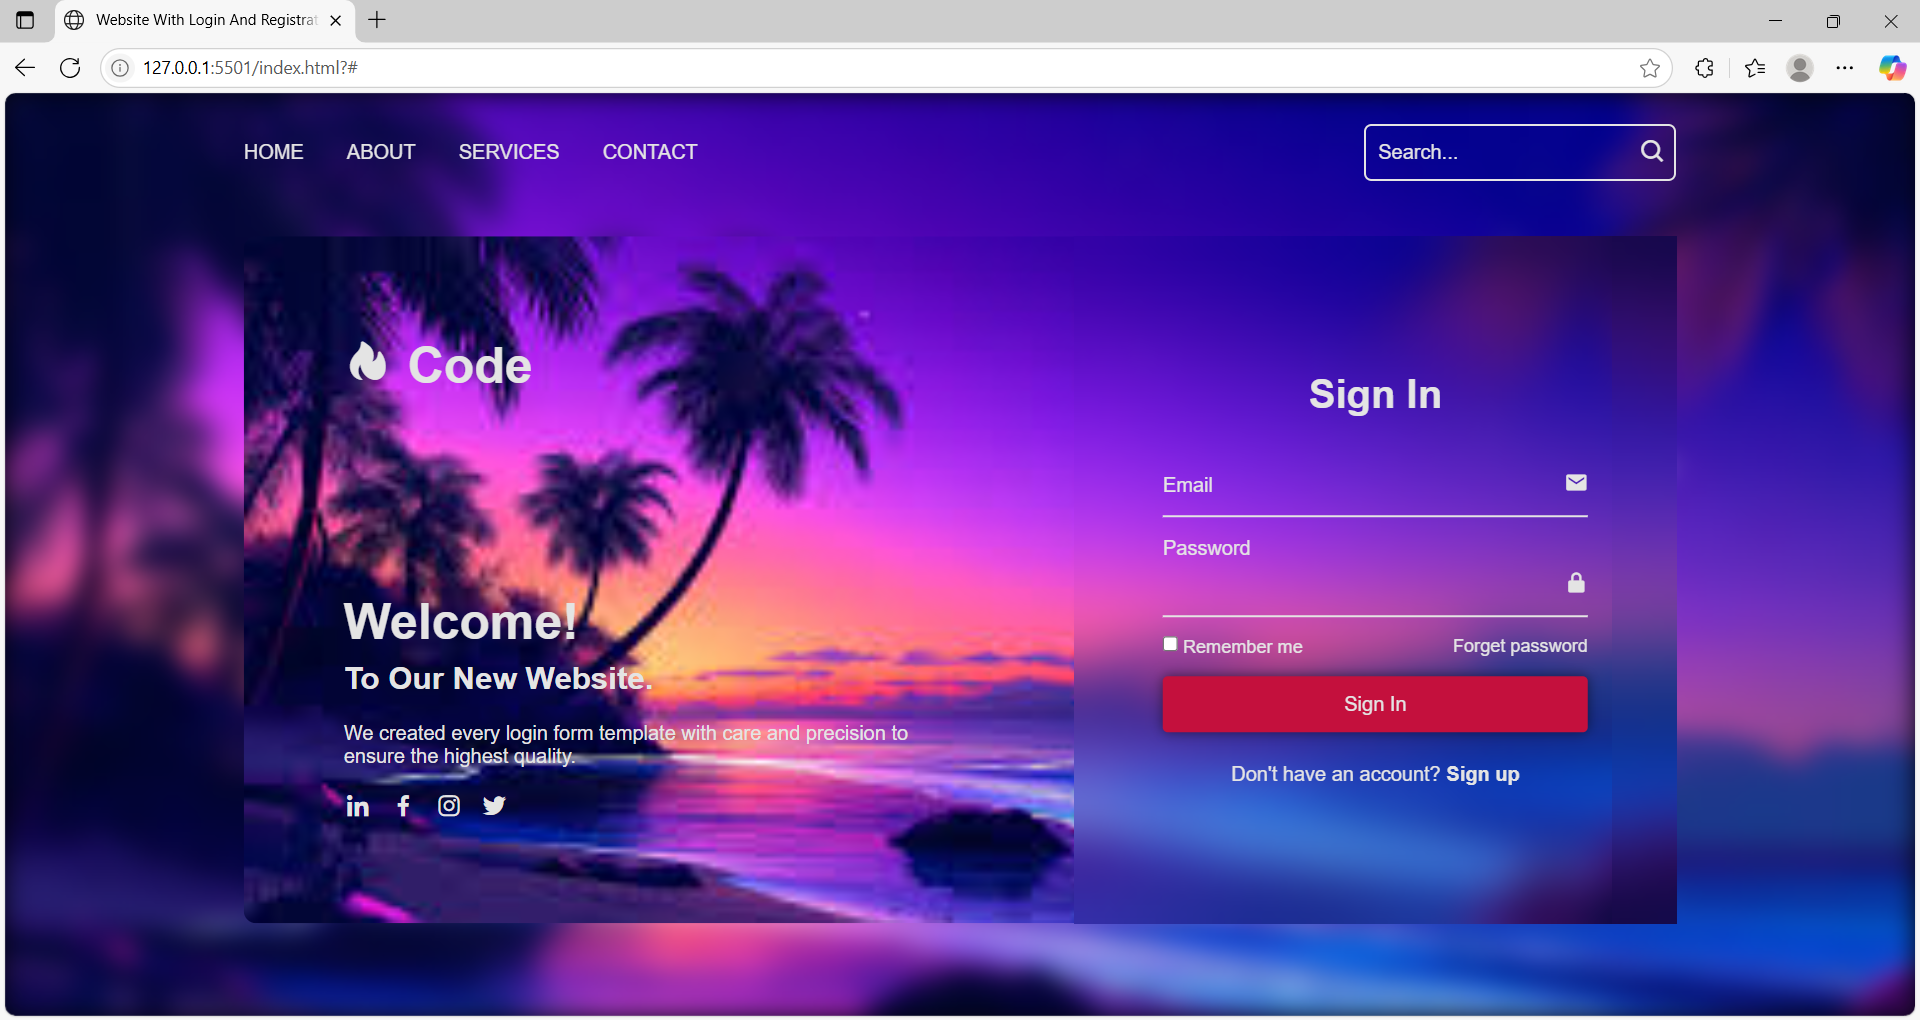 Website With Login And Registrat
127.0.0.1:5501/index.html?#
HOME ABOUT SERVICES CONTACT
Search...
Code
Welcome!
To Our New Website.
We created every login form template with care and precision to
ensure the highest quality.
Sign In
Email
Password
Remember me Forget password
Sign In
Don't have an account? Sign up